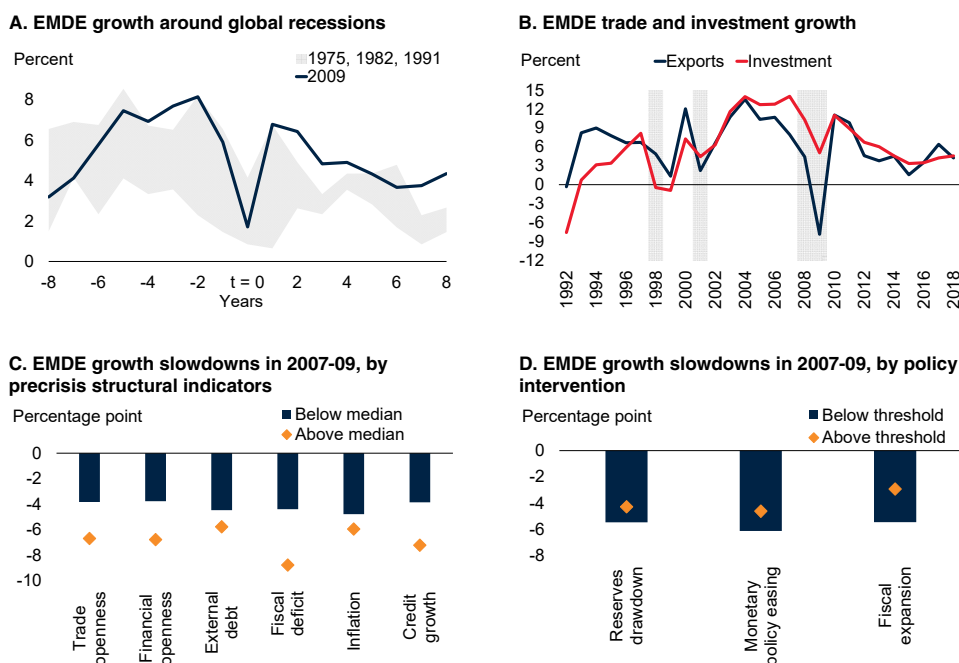 A. EMDE growth around global recessions
Percent
1975, 1982, 1991
2009
8
6
4
2
0
-8 -6 -4 -2 t = 0 2 4 6 8
Years
B. EMDE trade and investment growth
Percent
Exports Investment
15
12
9
6
3
0
-3
-6
-9
-12
1992 1994 1996 1998 2000 2002 2004 2006 2008 2010 2012 2014 2016 2018
C. EMDE growth slowdowns in 2007-09, by
precrisis structural indicators
Percentage point
Below median
Above median
0
-2
-4
-6
-8
-10
Trade
openness
Financial
openness
External
debt
Fiscal
deficit
Inflation
Credit
growth
D. EMDE growth slowdowns in 2007-09, by policy
intervention
Percentage point
Below threshold
Above threshold
0
-2
-4
-6
-8
Reserves
drawdown
Monetary
policy easing
Fiscal
expansion